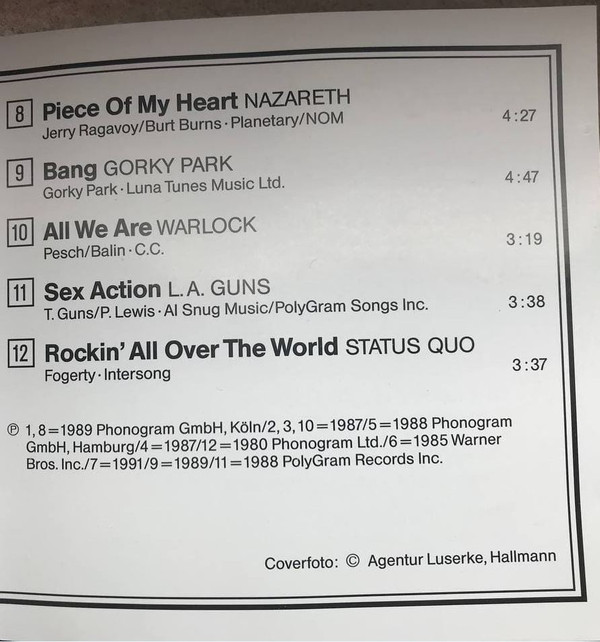 8 Piece Of My Heart NAZARETH
Jerry Ragavoy/Burt Burns · Planetary/NOM 4:27
9 Bang GORKY PARK
Gorky Park · Luna Tunes Music Ltd. 4:47
10 All We Are WARLOCK
Pesch/Balin · C.C. 3:19
11 Sex Action L.A. GUNS
T. Guns/P. Lewis · Al Snug Music/PolyGram Songs Inc. 3:38
12 Rockin' All Over The World STATUS QUO
Fogerty · Intersong 3:37
℗ 1, 8=1989 Phonogram GmbH, Köln/2, 3, 10=1987/5=1988 Phonogram
GmbH, Hamburg/4=1987/12=1980 Phonogram Ltd./6=1985 Warner
Bros. Inc./7=1991/9=1989/11=1988 PolyGram Records Inc.
Coverfoto: © Agentur Luserke, Hallmann